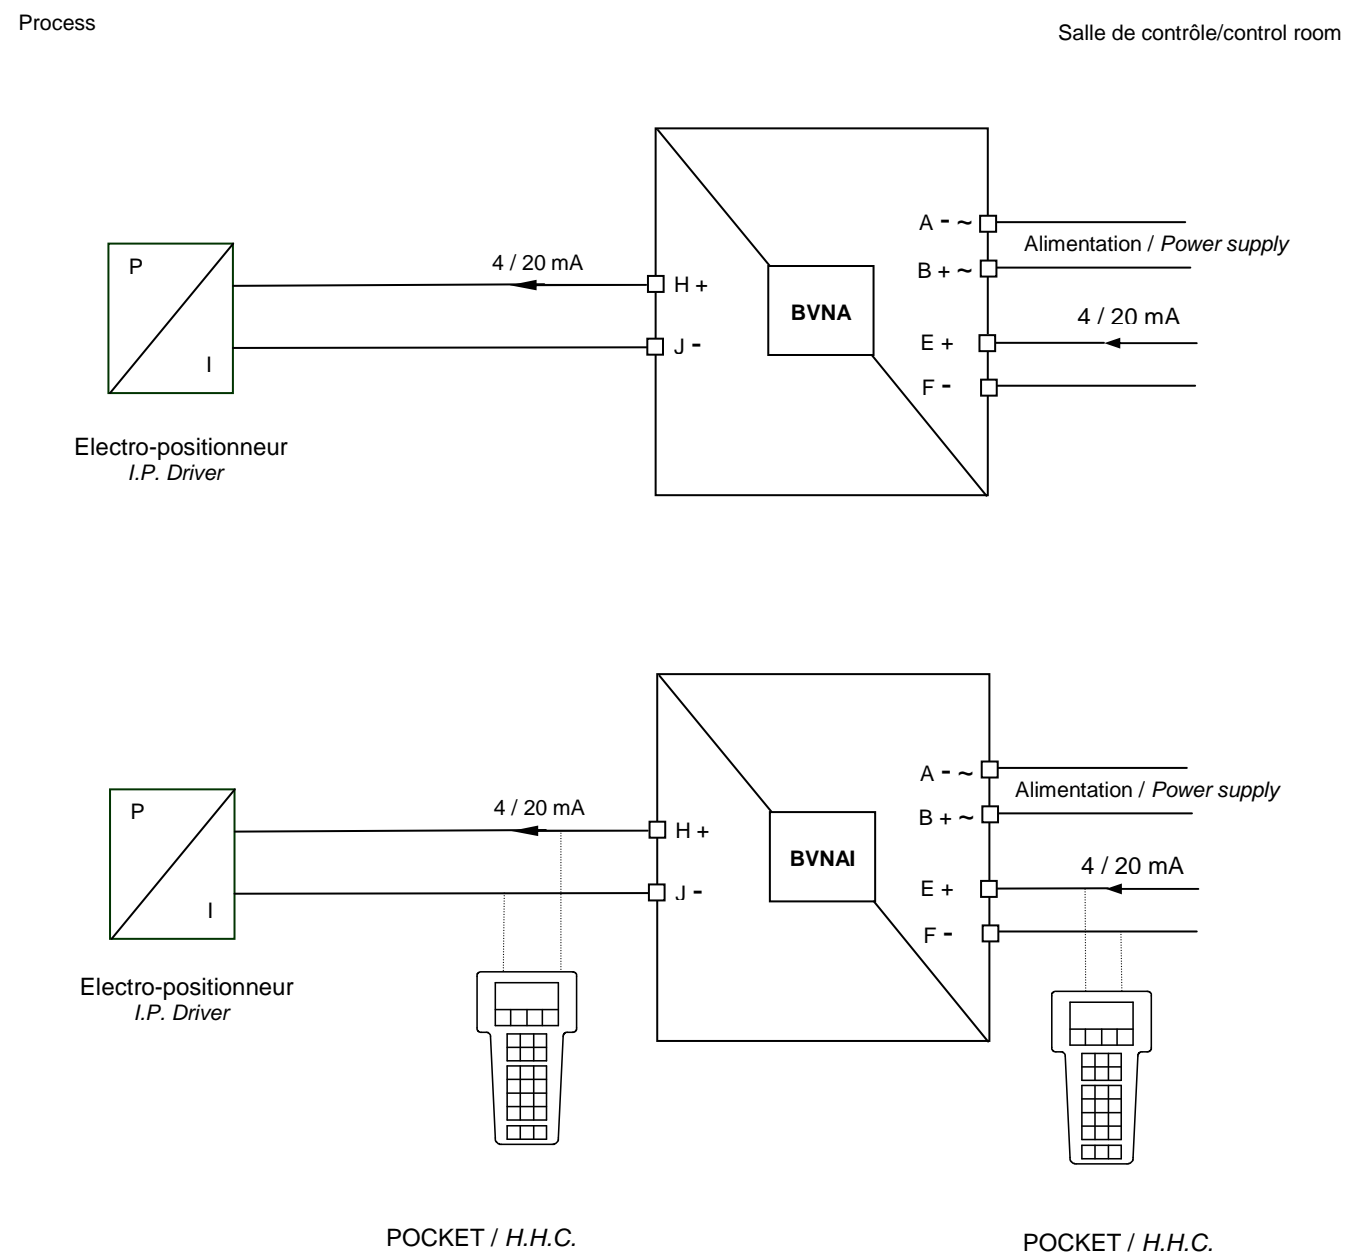 Process
Salle de contrôle/control room
A - ~
Alimentation / Power supply
P
4 / 20 mA
B + ~
H +
BVNA
4 / 20 mA
J -
E +
I
F -
Electro-positionneur
I.P. Driver
A - ~
Alimentation / Power supply
P
4 / 20 mA
B + ~
H +
BVNAI
4 / 20 mA
J -
E +
I
F -
Electro-positionneur
I.P. Driver
POCKET / H.H.C.
POCKET / H.H.C.